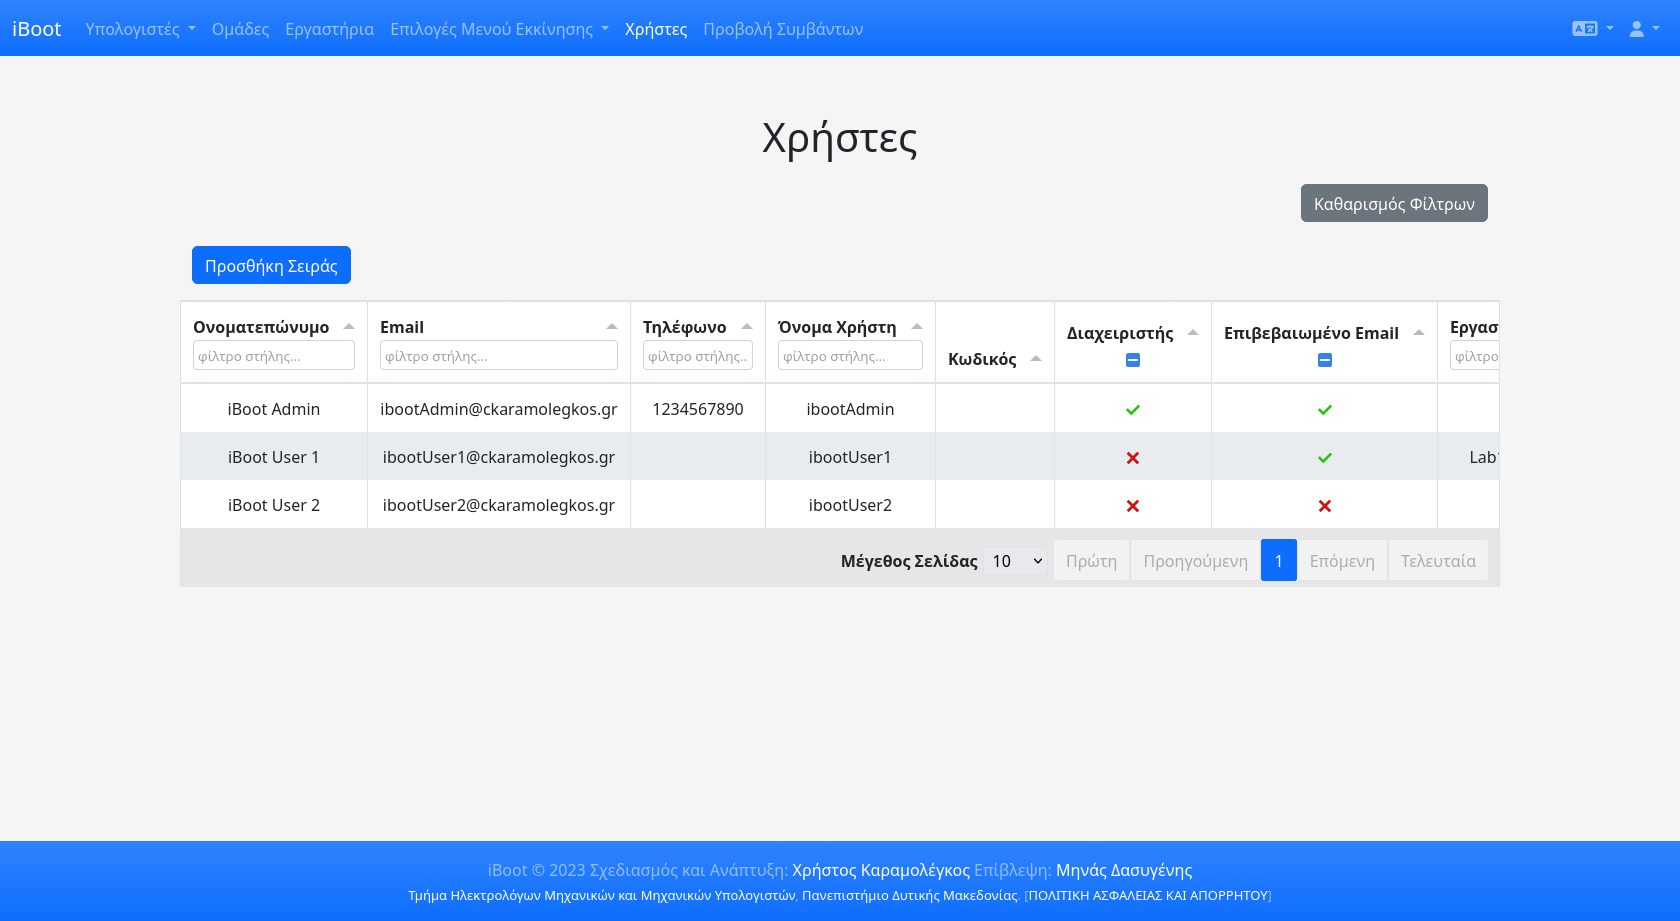 iBoot Υπολογιστές Ομάδες Εργαστήρια Επιλογές Μενού Εκκίνησης Χρήστες Προβολή Συμβάντων
Χρήστες
Καθαρισμός Φίλτρων
Προσθήκη Σειράς
Ονοματεπώνυμο Email Τηλέφωνο Όνομα Χρήστη Κωδικός Διαχειριστής Επιβεβαιωμένο Email Εργασ
φίλτρο στήλης... φίλτρο στήλης... φίλτρο στήλης.. φίλτρο στήλης... φίλτρο
iBoot Admin ibootAdmin@ckaramolegkos.gr 1234567890 ibootAdmin
iBoot User 1 ibootUser1@ckaramolegkos.gr ibootUser1 Lab1
iBoot User 2 ibootUser2@ckaramolegkos.gr ibootUser2
Μέγεθος Σελίδας 10 Πρώτη Προηγούμενη 1 Επόμενη Τελευταία
iBoot © 2023 Σχεδιασμός και Ανάπτυξη: Χρήστος Καραμολέγκος Επίβλεψη: Μηνάς Δασυγένης
Τμήμα Ηλεκτρολόγων Μηχανικών και Μηχανικών Υπολογιστών, Πανεπιστήμιο Δυτικής Μακεδονίας. [ΠΟΛΙΤΙΚΗ ΑΣΦΑΛΕΙΑΣ ΚΑΙ ΑΠΟΡΡΗΤΟΥ]